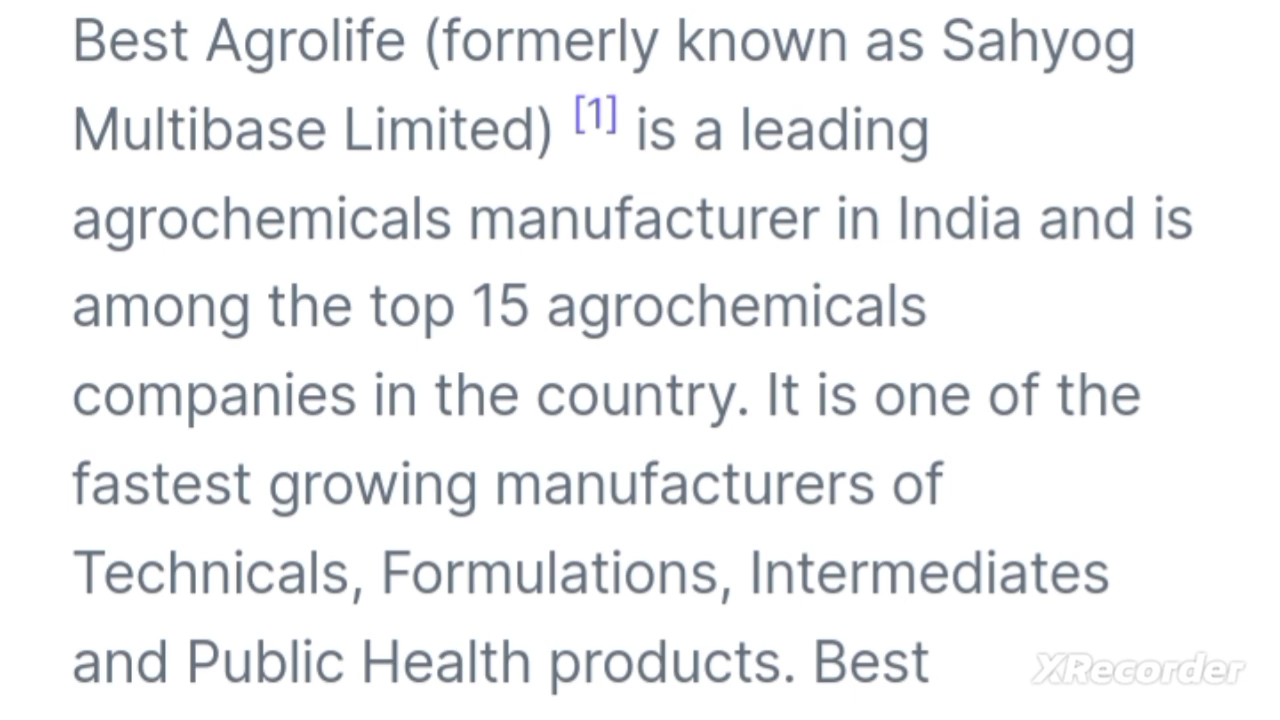 Best Agrolife (formerly known as Sahyog
Multibase Limited) [1] is a leading
agrochemicals manufacturer in India and is
among the top 15 agrochemicals
companies in the country. It is one of the
fastest growing manufacturers of
Technicals, Formulations, Intermediates
and Public Health products. Best
XRecorder